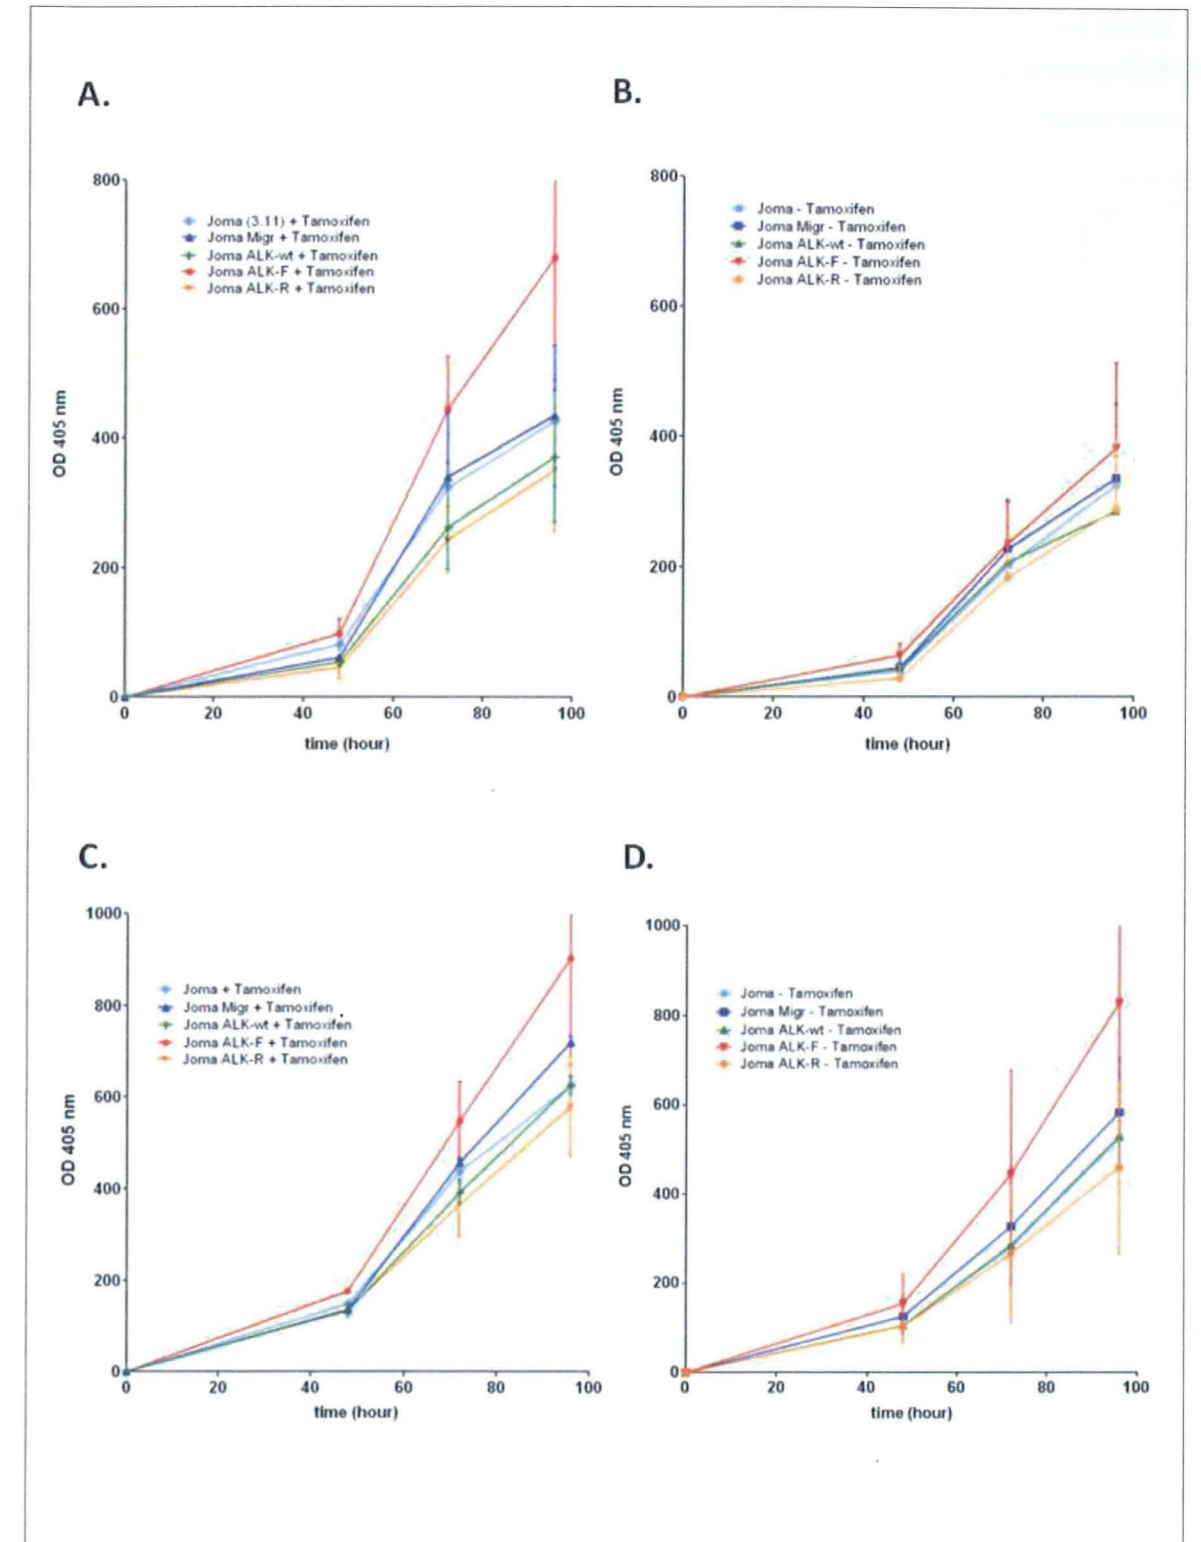 A.
800
600
400
200
0
OD 405 nm
Joma (3.11) + Tamoxifen
Joma Migr + Tamoxifen
Joma ALK-wt + Tamoxifen
Joma ALK-F + Tamoxifen
Joma ALK-R + Tamoxifen
0 20 40 60 80 100
time (hour)
B.
800
600
400
200
0
OD 405 nm
Joma - Tamoxifen
Joma Migr - Tamoxifen
Joma ALK-wt - Tamoxifen
Joma ALK-F - Tamoxifen
Joma ALK-R - Tamoxifen
0 20 40 60 80 100
time (hour)
C.
1000
800
600
400
200
0
OD 405 nm
Joma + Tamoxifen
Joma Migr + Tamoxifen
Joma ALK-wt + Tamoxifen
Joma ALK-F + Tamoxifen
Joma ALK-R + Tamoxifen
0 20 40 60 80 100
time (hour)
D.
1000
800
600
400
200
0
OD 405 nm
Joma - Tamoxifen
Joma Migr - Tamoxifen
Joma ALK-wt - Tamoxifen
Joma ALK-F - Tamoxifen
Joma ALK-R - Tamoxifen
0 20 40 60 80 100
time (hour)